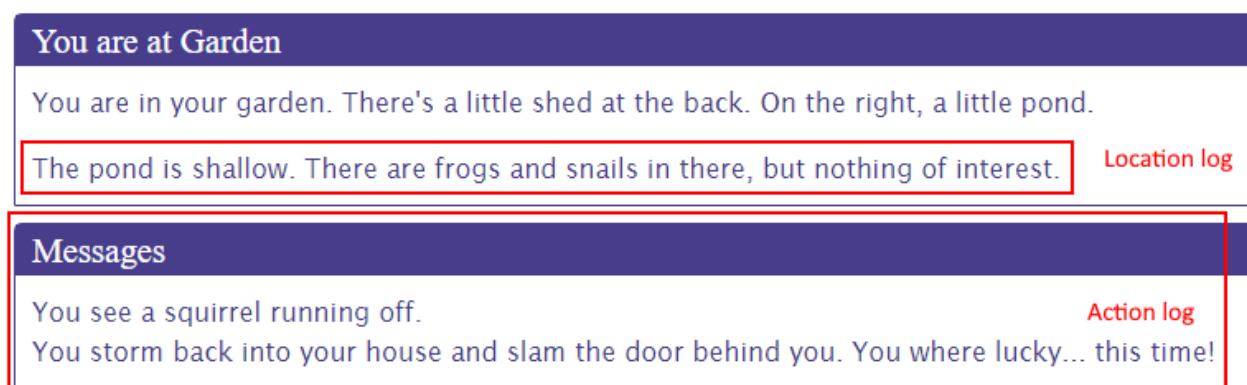 You are at Garden
You are in your garden. There's a little shed at the back. On the right, a little pond.
The pond is shallow. There are frogs and snails in there, but nothing of interest.
Location log
Messages
You see a squirrel running off.
Action log
You storm back into your house and slam the door behind you. You where lucky... this time!